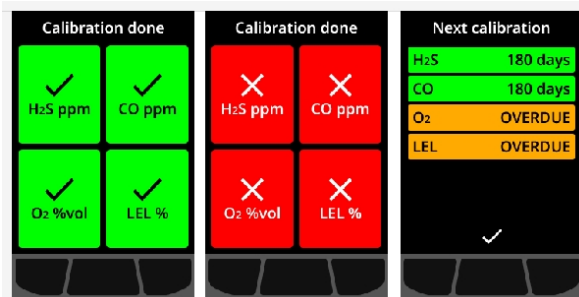 Calibration done
H2S ppm
CO ppm
O2 %vol
LEL %
Calibration done
H2S ppm
CO ppm
O2 %vol
LEL %
Next calibration
H2S 180 days
CO 180 days
O2 OVERDUE
LEL OVERDUE